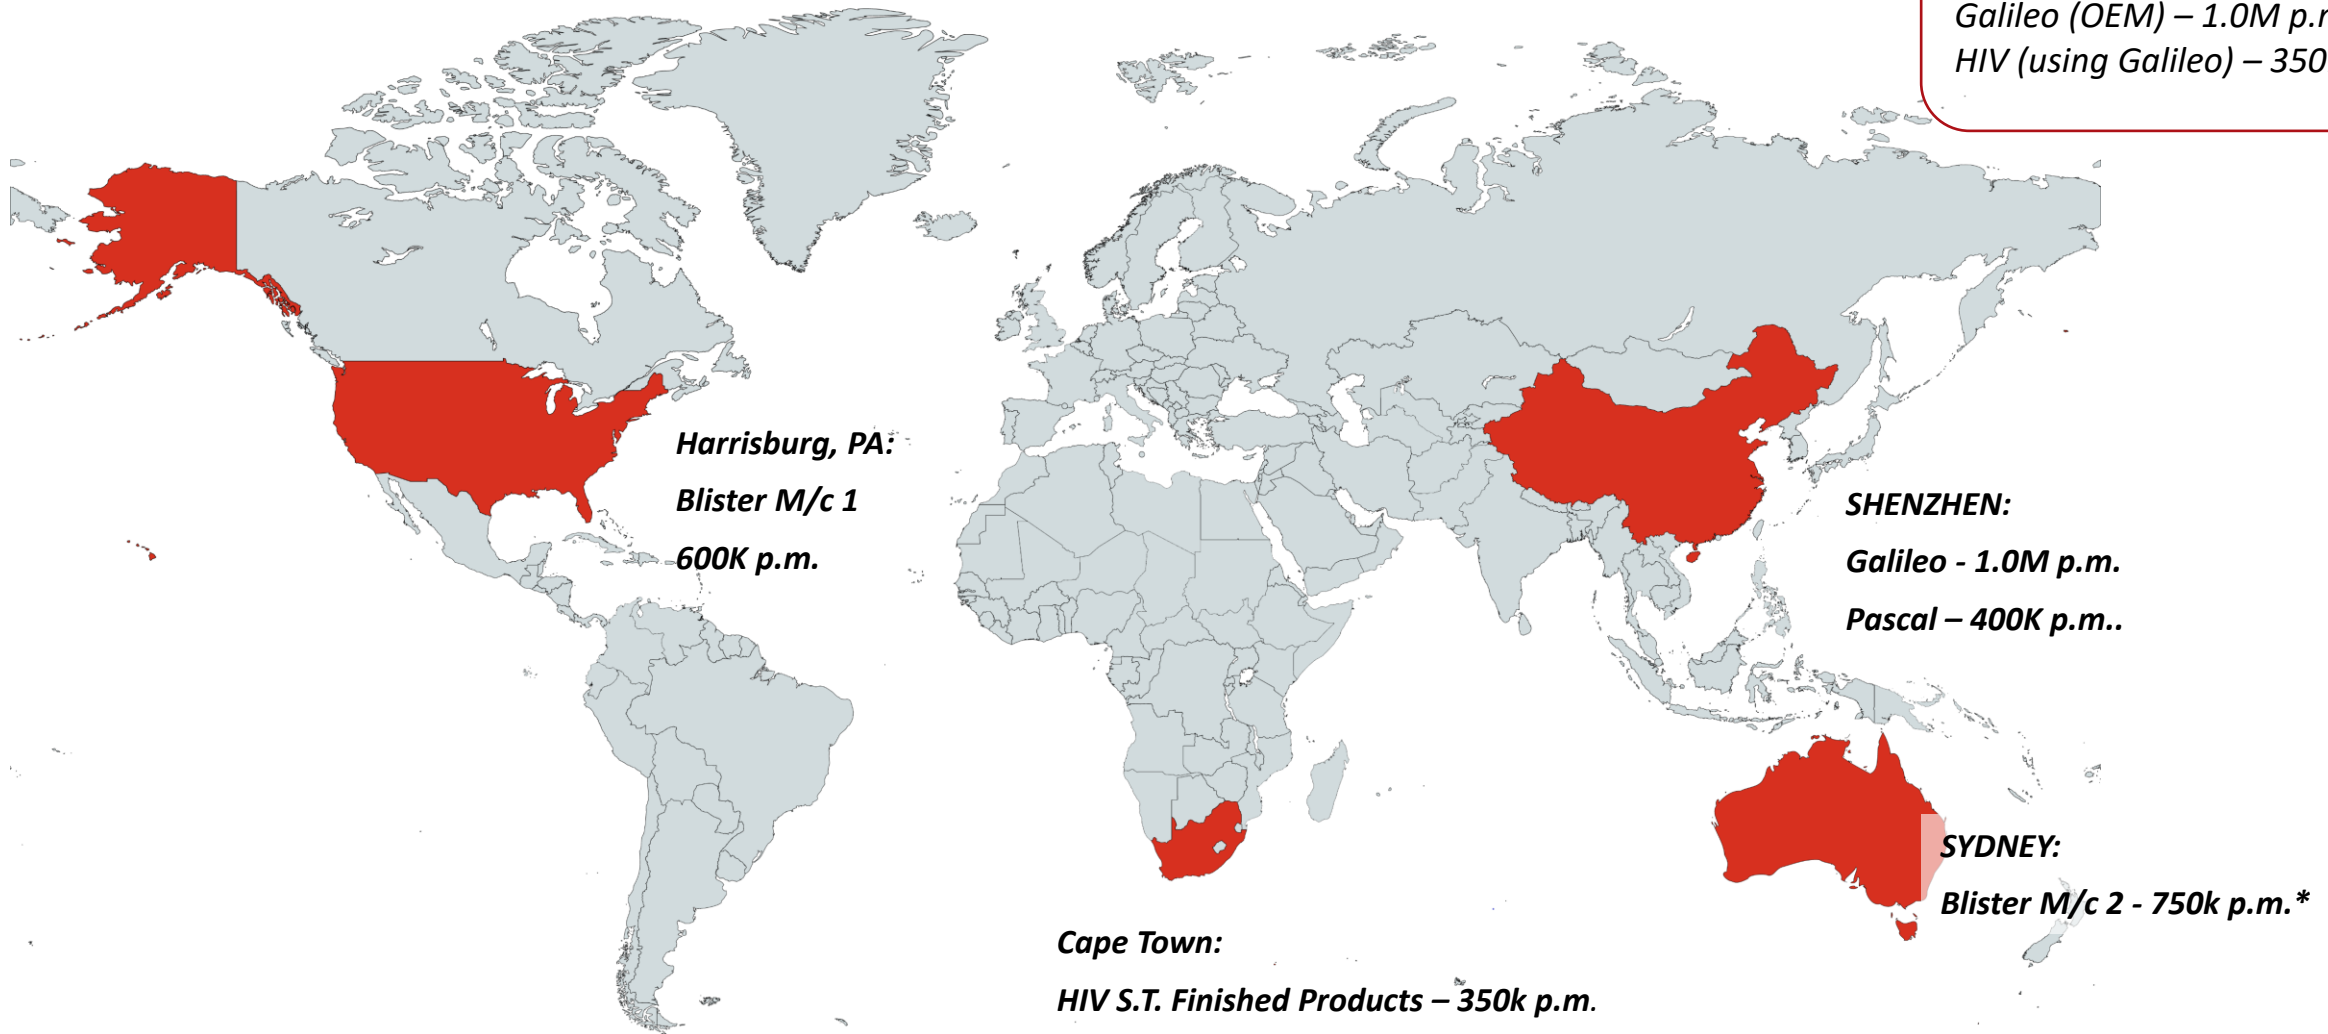 Galileo (OEM) – 1.0M p.
HIV (using Galileo) – 350
Harrisburg, PA:
Blister M/c 1
600K p.m.
SHENZHEN:
Galileo - 1.0M p.m.
Pascal – 400K p.m..
SYDNEY:
Blister M/c 2 - 750k p.m.*
Cape Town:
HIV S.T. Finished Products – 350k p.m.